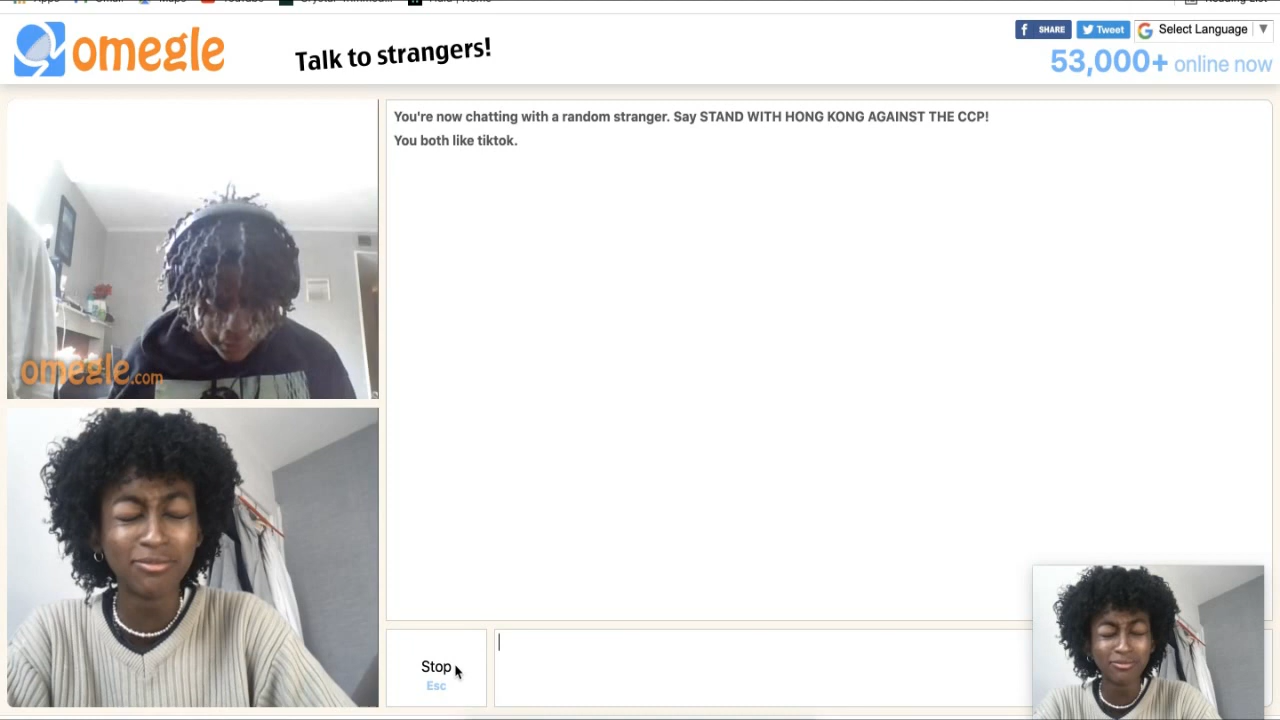 omegle
Talk to strangers!
f SHARE
Tweet
G Select Language ▼
53,000+ online now
You're now chatting with a random stranger. Say STAND WITH HONG KONG AGAINST THE CCP!
You both like tiktok.
omegle.com
Stop
Esc